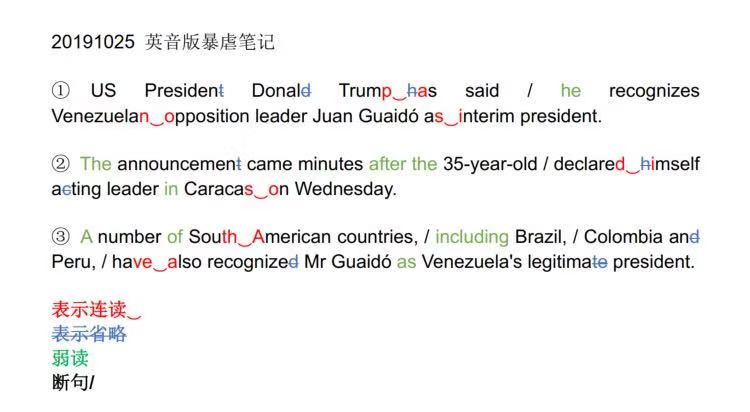 20191025 英音版暴虐笔记
① US President Donald Trump‿has said / he recognizes
Venezuelan‿opposition leader Juan Guaidó as‿interim president.
② The announcement came minutes after the 35-year-old / declared‿himself
acting leader in Caracas‿on Wednesday.
③ A number of South‿American countries, / including Brazil, / Colombia and
Peru, / have‿also recognized Mr Guaidó as Venezuela's legitimate president.
表示连读‿
表示省略
弱读
断句/